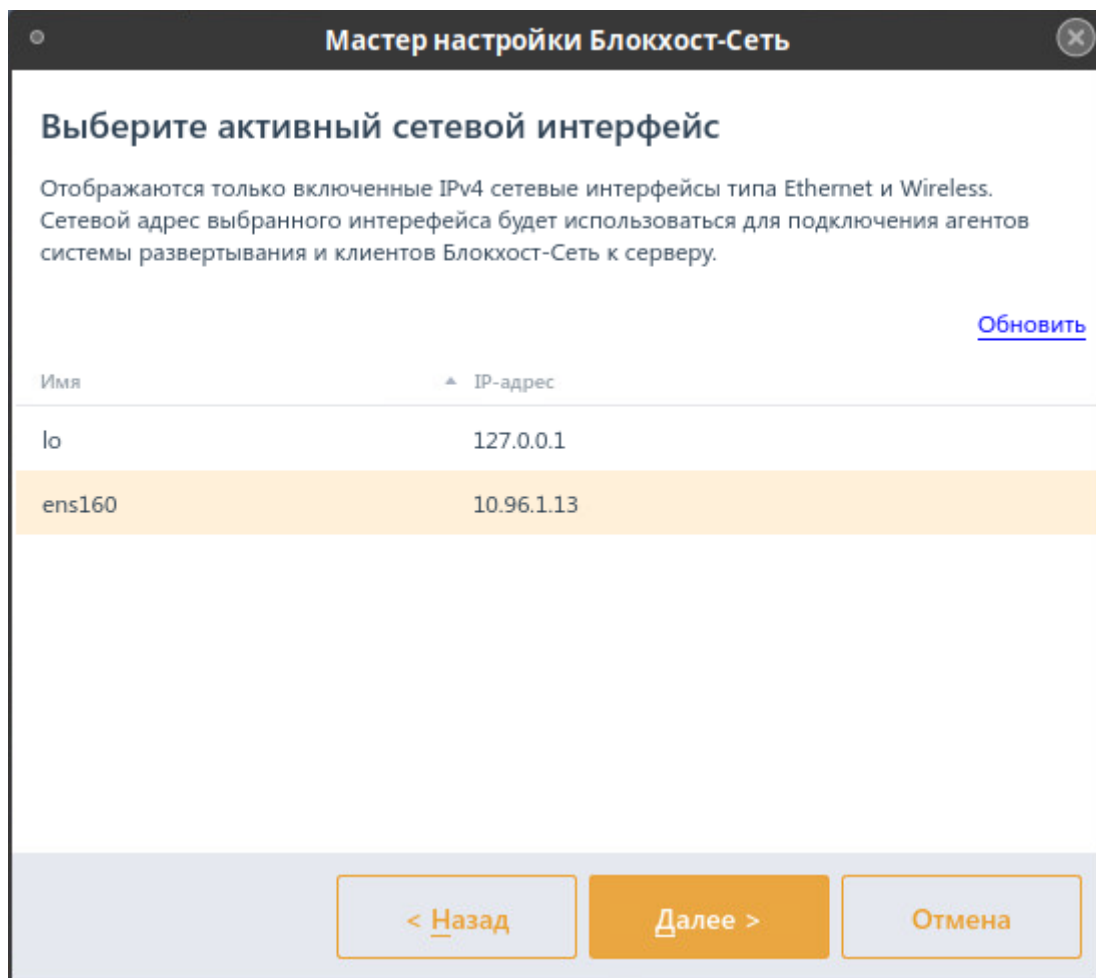 Мастер настройки Блокхост-Сеть
Выберите активный сетевой интерфейс
Отображаются только включенные IPv4 сетевые интерфейсы типа Ethernet и Wireless.
Сетевой адрес выбранного интерефейса будет использоваться для подключения агентов
системы развертывания и клиентов Блокхост-Сеть к серверу.
Обновить
Имя IP-адрес
lo 127.0.0.1
ens160 10.96.1.13
< Назад Далее > Отмена